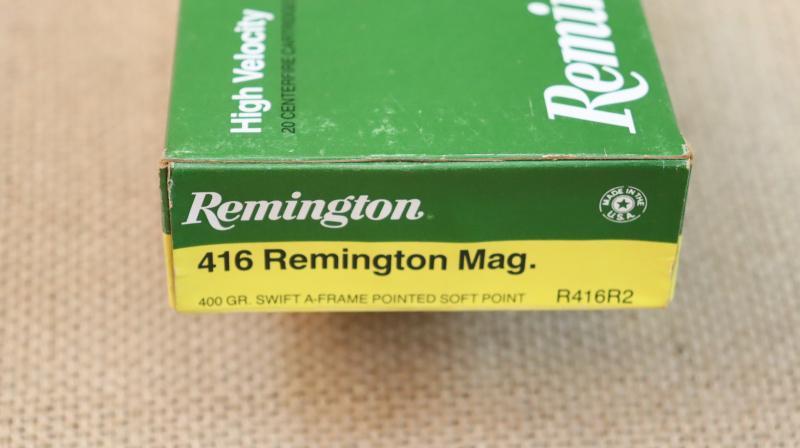 High Velocity
20 CENTERFIRE CARTRIDGES
Remi
Remington
MADE IN THE
U.S.A.
416 Remington Mag.
400 GR. SWIFT A-FRAME POINTED SOFT POINT R416R2